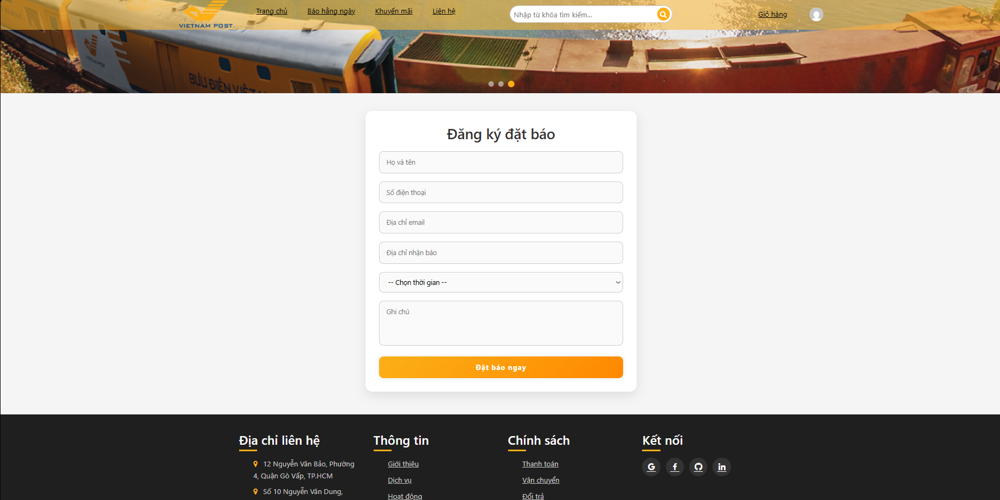 VIETNAM POST
Trang chủ
Báo hằng ngày
Khuyến mãi
Liên hệ
Nhập từ khóa tìm kiếm...
Giỏ hàng
BƯU ĐIỆN VIỆT N
Đăng ký đặt báo
Họ và tên
Số điện thoại
Địa chỉ email
Địa chỉ nhận báo
-- Chọn thời gian --
Ghi chú
Đặt báo ngay
Địa chỉ liên hệ
12 Nguyễn Văn Bảo, Phường
4, Quận Gò Vấp, TP.HCM
Số 10 Nguyễn Văn Dung,
Thông tin
Giới thiệu
Dịch vụ
Hoạt động
Chính sách
Thanh toán
Vận chuyển
Đổi trả
Kết nối